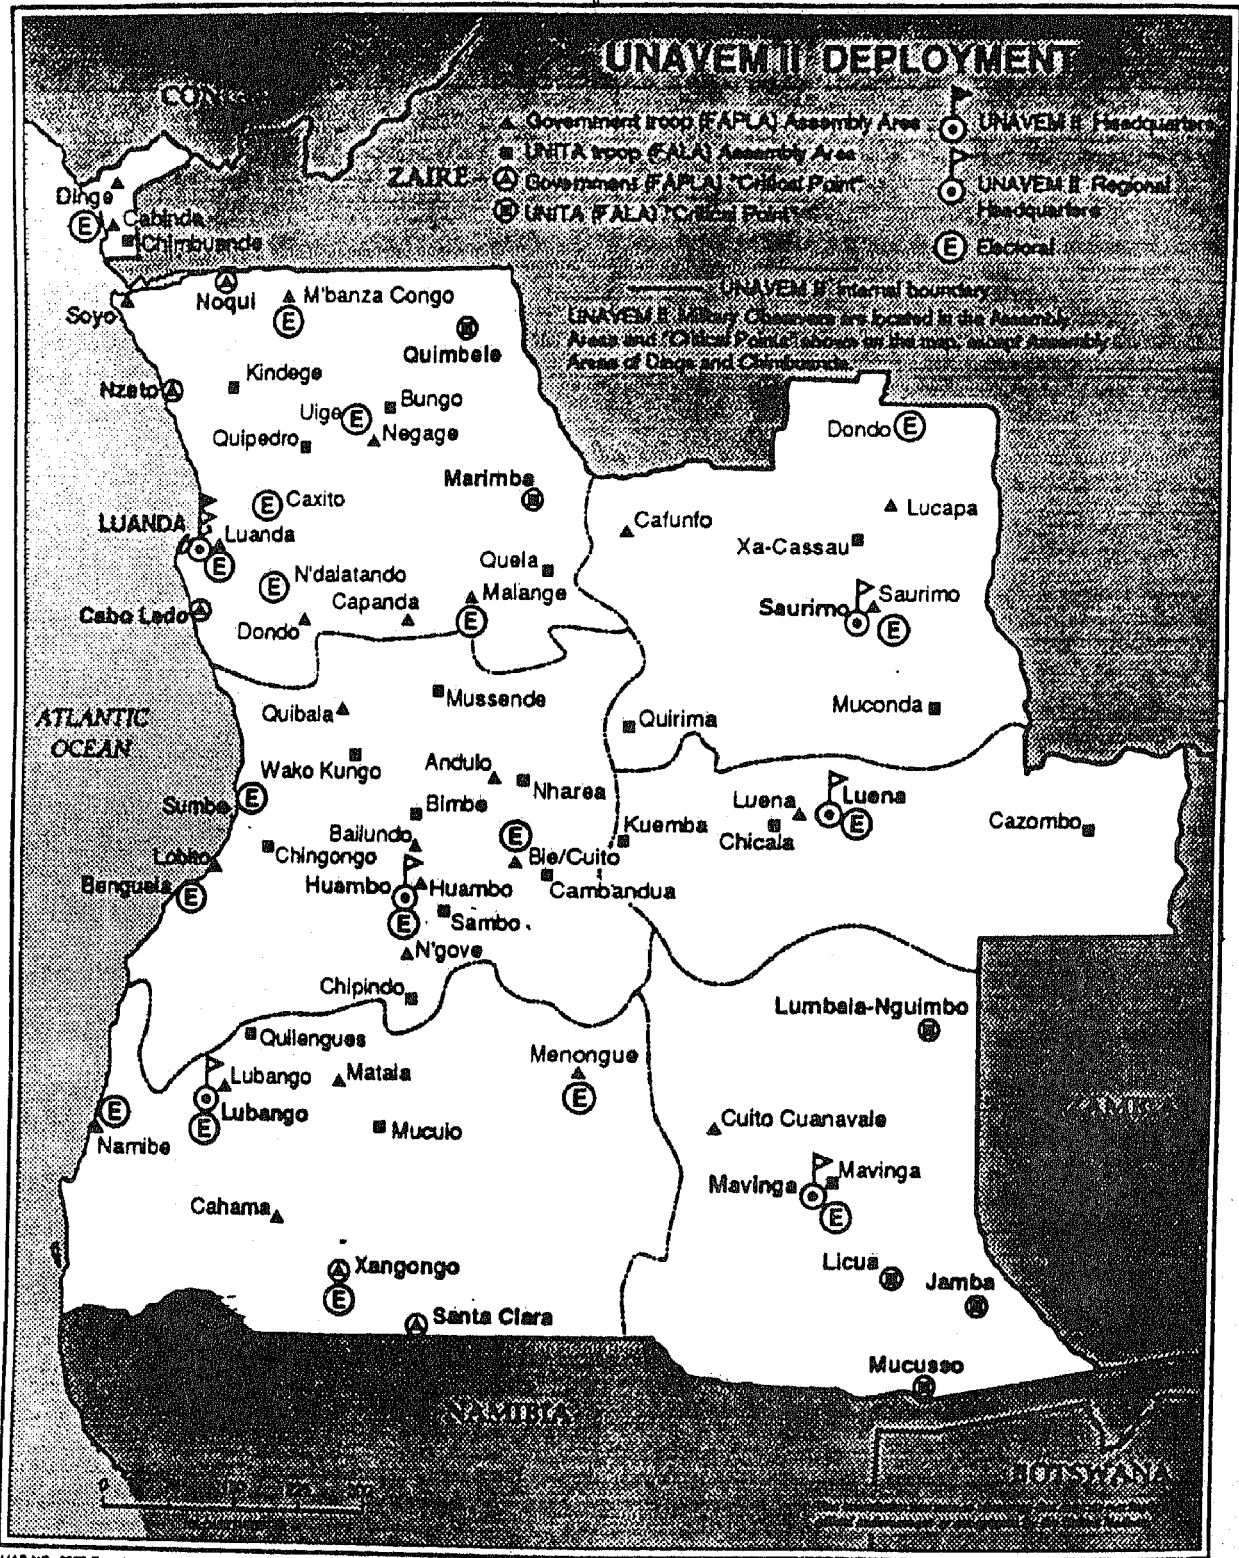 UNAVEM II DEPLOYMENT
Government troop (FAPLA) Assembly Area
UNITA troop (FALA) Assembly Area
Government (FAPLA) "Critical Point"
UNITA (FALA) "Critical Point"
UNAVEM II Headquarters
UNAVEM II Regional
Headquarters
E Electoral
UNAVEM II internal boundary
UNAVEM II Military Observers are located in the Assembly
Areas and "Critical Points" shown on the map, except Assembly
Areas of Dinge and Chimbuande.
ZAIRE
Dinge
E
Cabinda
Chimbuande
Soyo
Noqui
M'banza Congo
E
Quimbele
Nzeto
Kindege
Uige E
Bungo
Quipedro
Negage
Dondo E
Marimba
E Caxito
Lucapa
LUANDA
Luanda
E
Cafunfo
Xa-Cassau
Quela
E N'dalatando
Capanda
Malange
E
Saurimo
Saurimo
E
Cabo Ledo
Dondo
ATLANTIC
OCEAN
Quibala
Mussende
Quirima
Muconda
Wako Kungo
Andulo
Nharea
Sumbe E
Bimbe
Luena
Luena
E
Chicala
Cazombo
Bailundo
E
Kuemba
Lobito
Chingongo
Bie/Cuito
Benguela
E
Huambo
Huambo
E
Cambandua
Sambo
N'gove
Chipindo
Lumbala-Nguimbo
Quilengues
Menongue
E
Lubango
Lubango
E
Matala
E
Namibe
Muculo
Cuito Cuanavale
Mavinga
Mavinga
E
Cahama
Xangongo
E
Licua
Jamba
Santa Clara
Mucusso
ZAMBIA
NAMIBIA
BOTSWANA